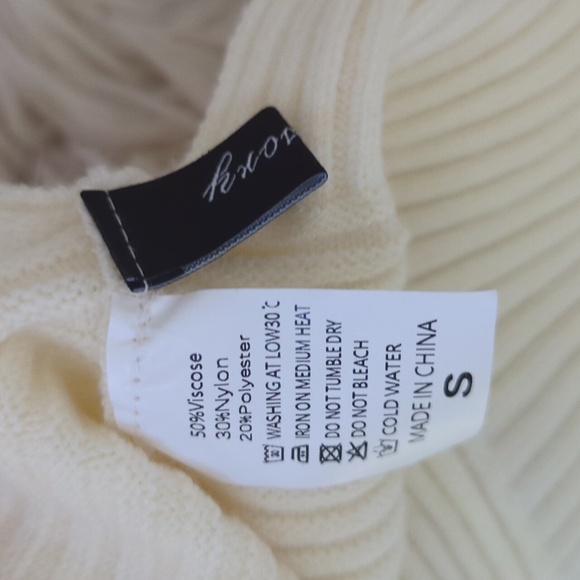 50%Viscose
30%Nylon
20%Polyester
WASHING AT LOW30℃
IRON ON MEDIUM HEAT
DO NOT TUMBLE DRY
DO NOT BLEACH
COLD WATER
MADE IN CHINA
S